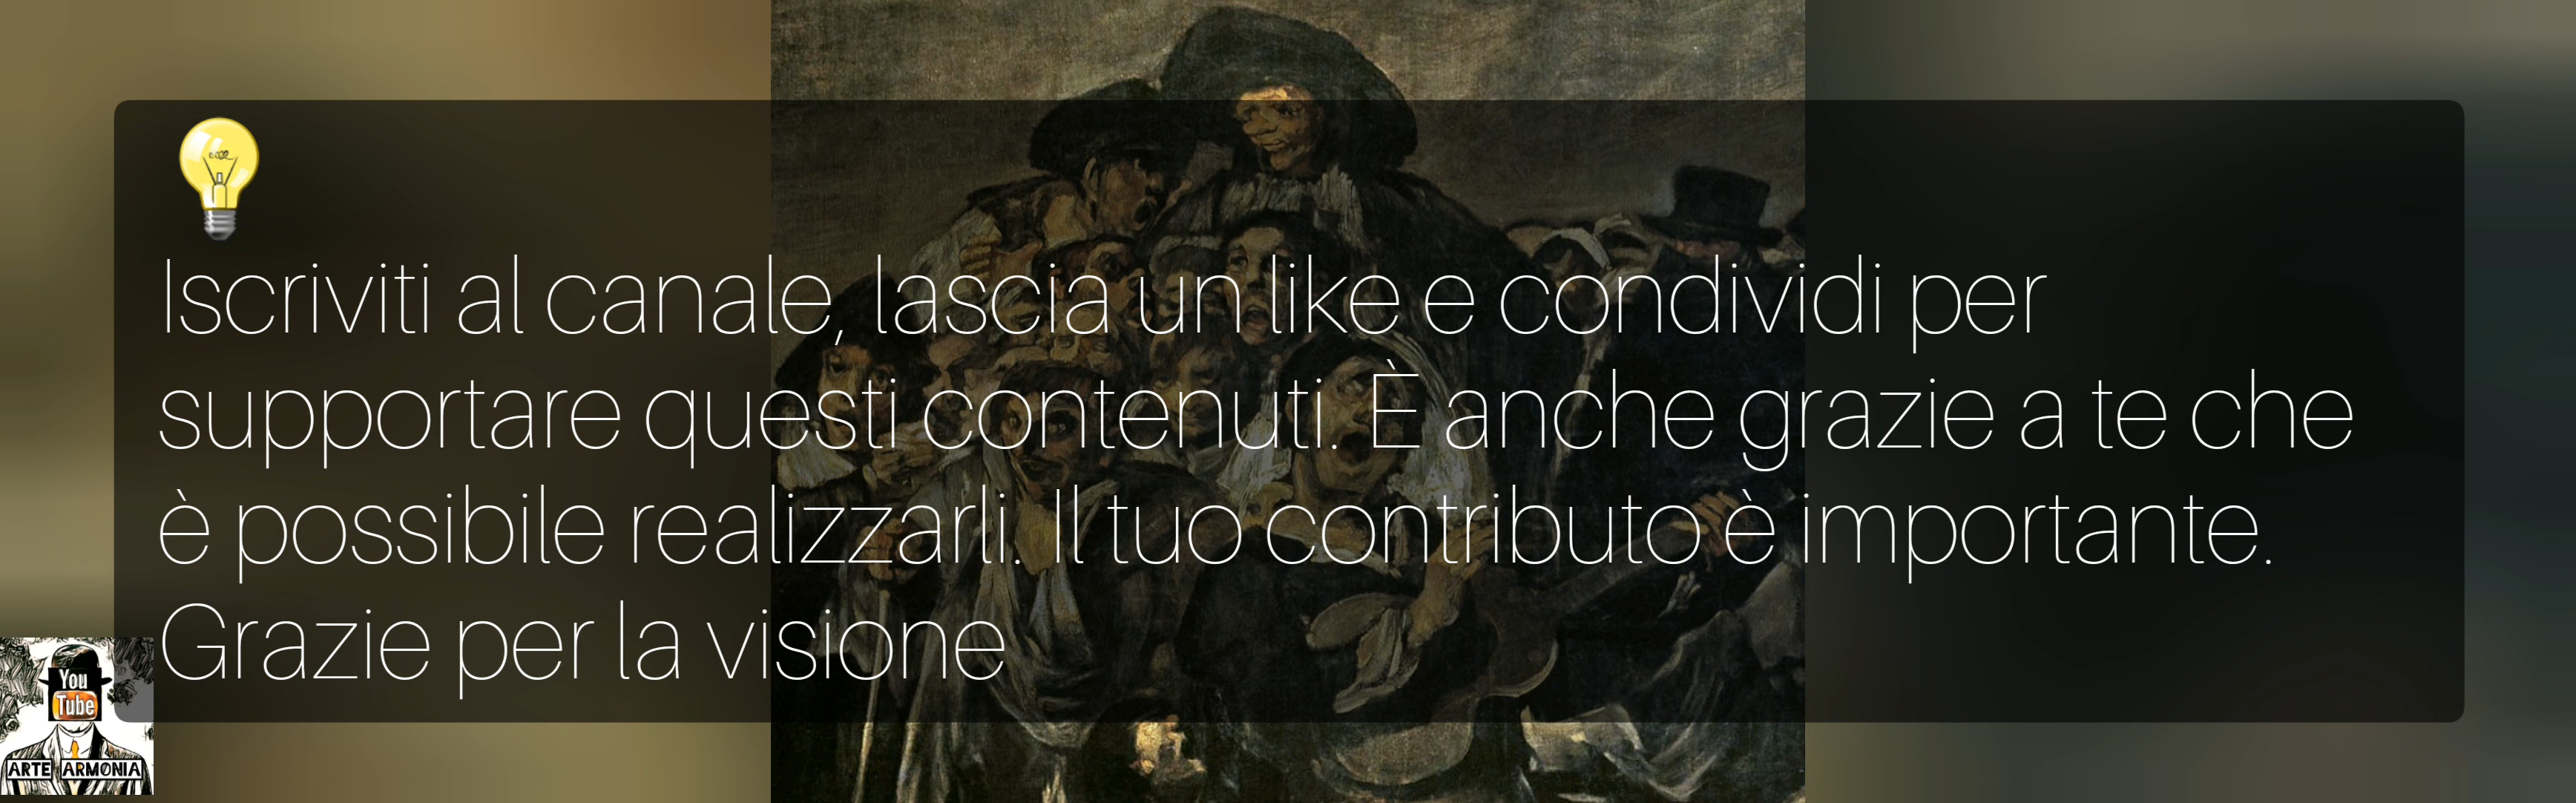 Iscriviti al canale, lascia un like e condividi per
supportare questi contenuti. È anche grazie a te che
è possibile realizzarli. Il tuo contributo è importante.
Grazie per la visione
You
Tube
ARTE ARMONIA